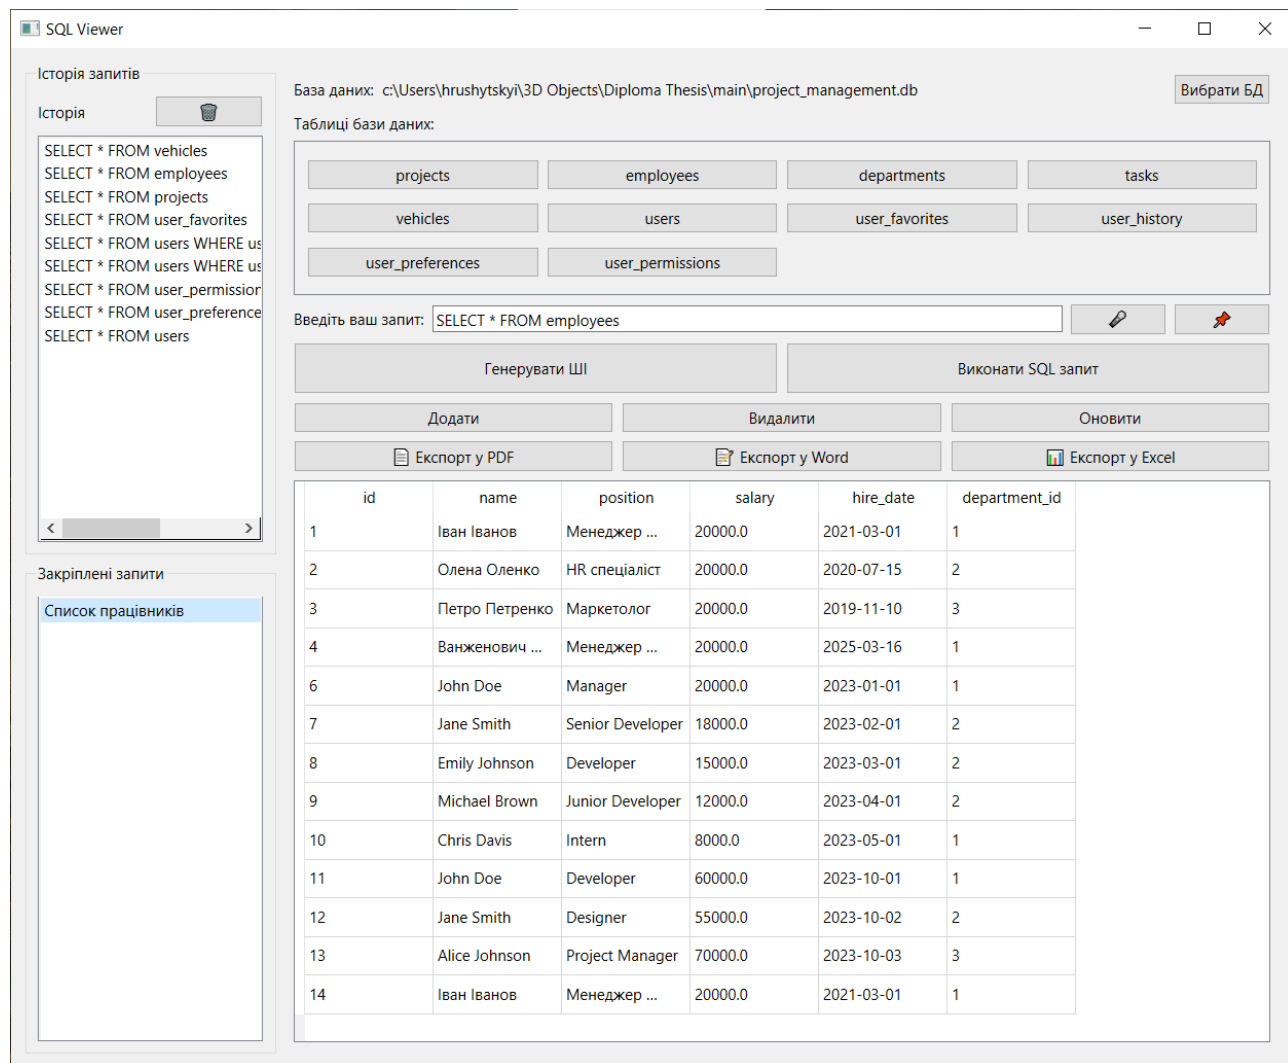 SQL Viewer
Історія запитів
Історія
SELECT * FROM vehicles
SELECT * FROM employees
SELECT * FROM projects
SELECT * FROM user_favorites
SELECT * FROM users WHERE us
SELECT * FROM users WHERE us
SELECT * FROM user_permission
SELECT * FROM user_preference
SELECT * FROM users
Закріплені запити
Список працівників
База даних: c:\Users\hrushytskyi\3D Objects\Diploma Thesis\main\project_management.db Вибрати БД
Таблиці бази даних:
projects employees departments tasks
vehicles users user_favorites user_history
user_preferences user_permissions
Введіть ваш запит: SELECT * FROM employees
Генерувати ШІ Виконати SQL запит
Додати Видалити Оновити
Експорт у PDF Експорт у Word Експорт у Excel
id name position salary hire_date department_id
1 Іван Іванов Менеджер ... 20000.0 2021-03-01 1
2 Олена Оленко HR спеціаліст 20000.0 2020-07-15 2
3 Петро Петренко Маркетолог 20000.0 2019-11-10 3
4 Ванженович ... Менеджер ... 20000.0 2025-03-16 1
6 John Doe Manager 20000.0 2023-01-01 1
7 Jane Smith Senior Developer 18000.0 2023-02-01 2
8 Emily Johnson Developer 15000.0 2023-03-01 2
9 Michael Brown Junior Developer 12000.0 2023-04-01 2
10 Chris Davis Intern 8000.0 2023-05-01 1
11 John Doe Developer 60000.0 2023-10-01 1
12 Jane Smith Designer 55000.0 2023-10-02 2
13 Alice Johnson Project Manager 70000.0 2023-10-03 3
14 Іван Іванов Менеджер ... 20000.0 2021-03-01 1